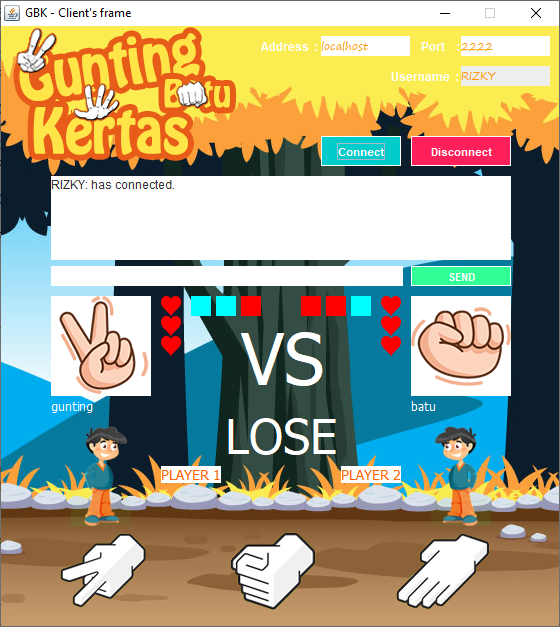 GBK - Client's frame
Gunting
Batu
Kertas
Address : localhost Port : 2222
Username : RIZKY
Connect Disconnect
RIZKY: has connected.
SEND
VS
gunting batu
LOSE
PLAYER 1 PLAYER 2